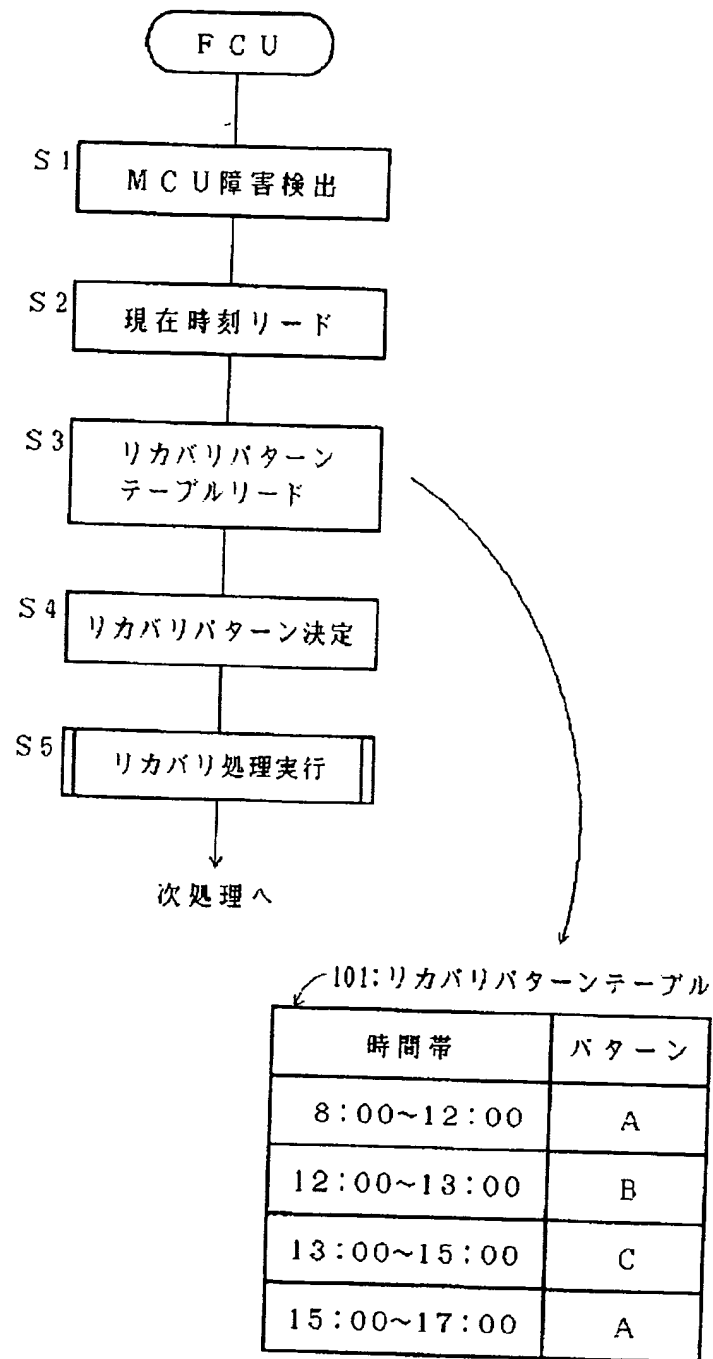 FCU
S1
MCU障害検出
S2
現在時刻リード
S3
リカバリパターン
テーブルリード
S4
リカバリパターン決定
S5
リカバリ処理実行
次処理へ
101:リカバリパターンテーブル
時間帯 パターン
8:00~12:00 A
12:00~13:00 B
13:00~15:00 C
15:00~17:00 A